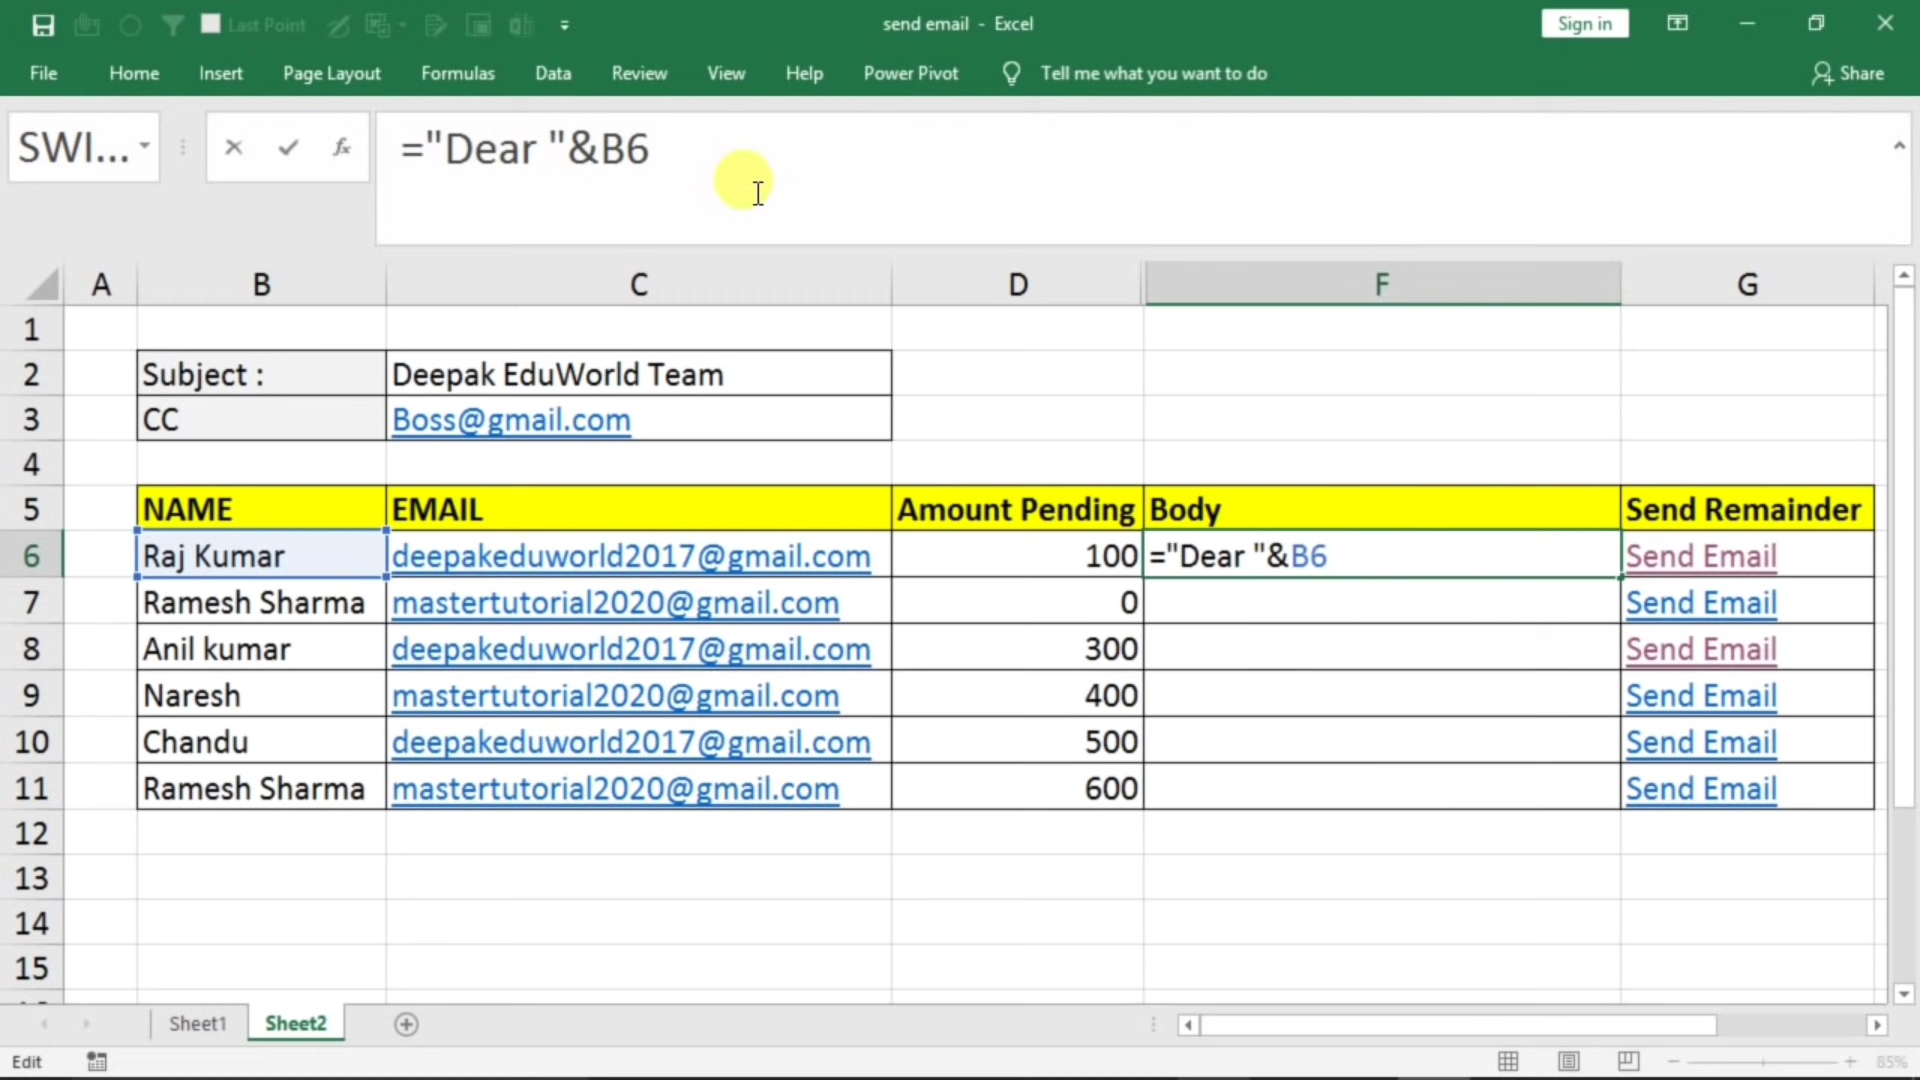 Last Point
send email - Excel
Sign in
File Home Insert Page Layout Formulas Data Review View Help Power Pivot Tell me what you want to do Share
SWI... fx ="Dear "&B6
A B C D F G
1
2 Subject : Deepak EduWorld Team
3 CC Boss@gmail.com
4
5 NAME EMAIL Amount Pending Body Send Remainder
6 Raj Kumar deepakeduworld2017@gmail.com 100 ="Dear "&B6 Send Email
7 Ramesh Sharma mastertutorial2020@gmail.com 0 Send Email
8 Anil kumar deepakeduworld2017@gmail.com 300 Send Email
9 Naresh mastertutorial2020@gmail.com 400 Send Email
10 Chandu deepakeduworld2017@gmail.com 500 Send Email
11 Ramesh Sharma mastertutorial2020@gmail.com 600 Send Email
12
13
14
15
Sheet1 Sheet2
Edit 85%